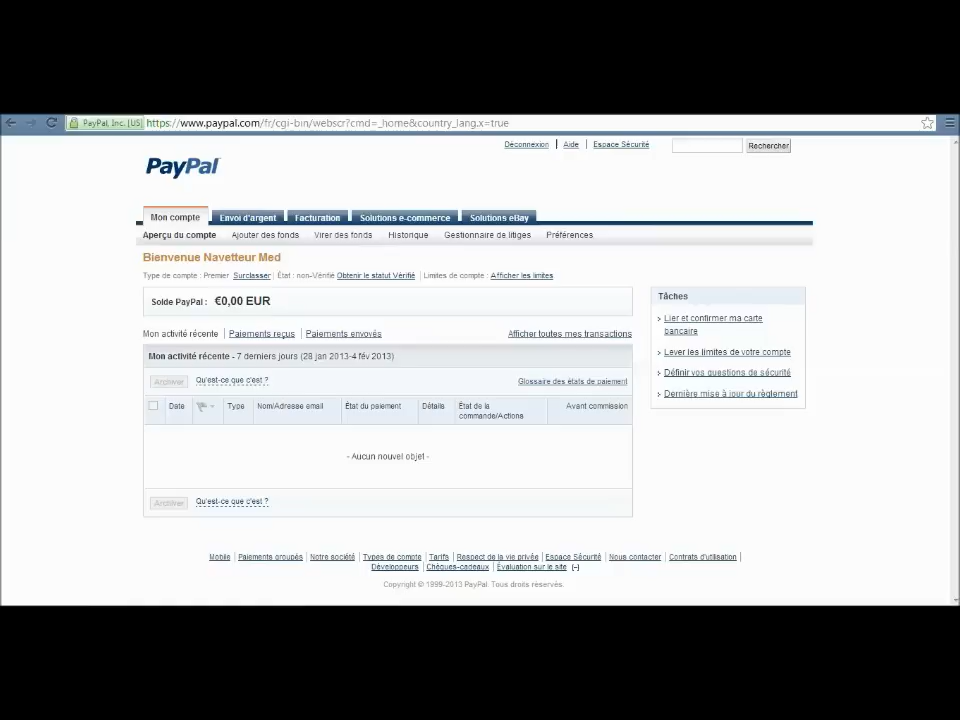 PayPal, Inc. [US] https://www.paypal.com/fr/cgi-bin/webscr?cmd=_home&country_lang.x=true
Déconnexion | Aide | Espace Sécurité Rechercher
PayPal
Mon compte Envoi d'argent Facturation Solutions e-commerce Solutions eBay
Aperçu du compte Ajouter des fonds Virer des fonds Historique Gestionnaire de litiges Préférences
Bienvenue Navetteur Med
Type de compte : Premier Surclasser | État : non-Vérifié Obtenir le statut Vérifié | Limites de compte : Afficher les limites
Solde PayPal : €0,00 EUR
Mon activité récente | Paiements reçus | Paiements envoyés Afficher toutes mes transactions
Mon activité récente - 7 derniers jours (28 jan 2013-4 fév 2013)
Archiver Qu'est-ce que c'est ? Glossaire des états de paiement
Date Type Nom/Adresse email État du paiement Détails État de la commande/Actions Avant commission
- Aucun nouvel objet -
Archiver Qu'est-ce que c'est ?
Tâches
› Lier et confirmer ma carte
bancaire
› Lever les limites de votre compte
› Définir vos questions de sécurité
› Dernière mise à jour du règlement
Mobile | Paiements groupés | Notre société | Types de compte | Tarifs | Respect de la vie privée | Espace Sécurité | Nous contacter | Contrats d'utilisation |
Développeurs | Chèques-cadeaux | Évaluation sur le site [-]
Copyright © 1999-2013 PayPal. Tous droits réservés.